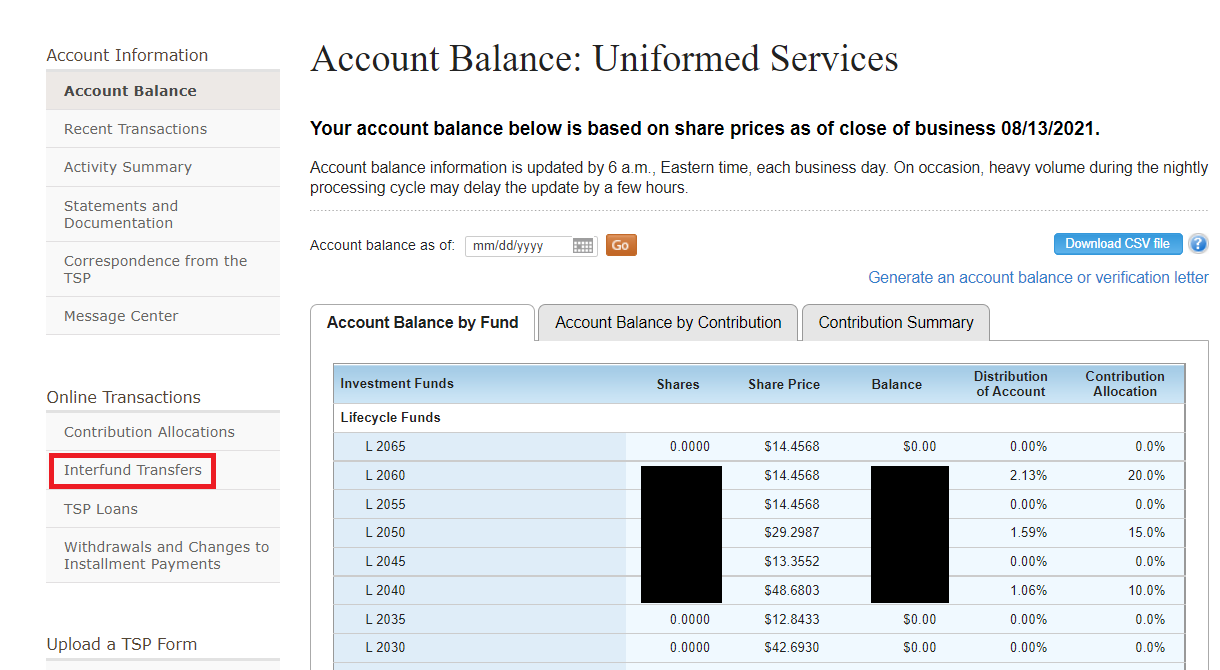 Account Information
Account Balance
Recent Transactions
Activity Summary
Statements and
Documentation
Correspondence from the
TSP
Message Center
Online Transactions
Contribution Allocations
Interfund Transfers
TSP Loans
Withdrawals and Changes to
Installment Payments
Upload a TSP Form
Account Balance: Uniformed Services
Your account balance below is based on share prices as of close of business 08/13/2021.
Account balance information is updated by 6 a.m., Eastern time, each business day. On occasion, heavy volume during the nightly
processing cycle may delay the update by a few hours.
Account balance as of: mm/dd/yyyy Go
Download CSV file ?
Generate an account balance or verification letter
Account Balance by Fund Account Balance by Contribution Contribution Summary
Investment Funds Shares Share Price Balance Distribution of Account Contribution Allocation
Lifecycle Funds
L 2065 0.0000 $14.4568 $0.00 0.00% 0.0%
L 2060 $14.4568 2.13% 20.0%
L 2055 $14.4568 0.00% 0.0%
L 2050 $29.2987 1.59% 15.0%
L 2045 $13.3552 0.00% 0.0%
L 2040 $48.6803 1.06% 10.0%
L 2035 0.0000 $12.8433 $0.00 0.00% 0.0%
L 2030 0.0000 $42.6930 $0.00 0.00% 0.0%